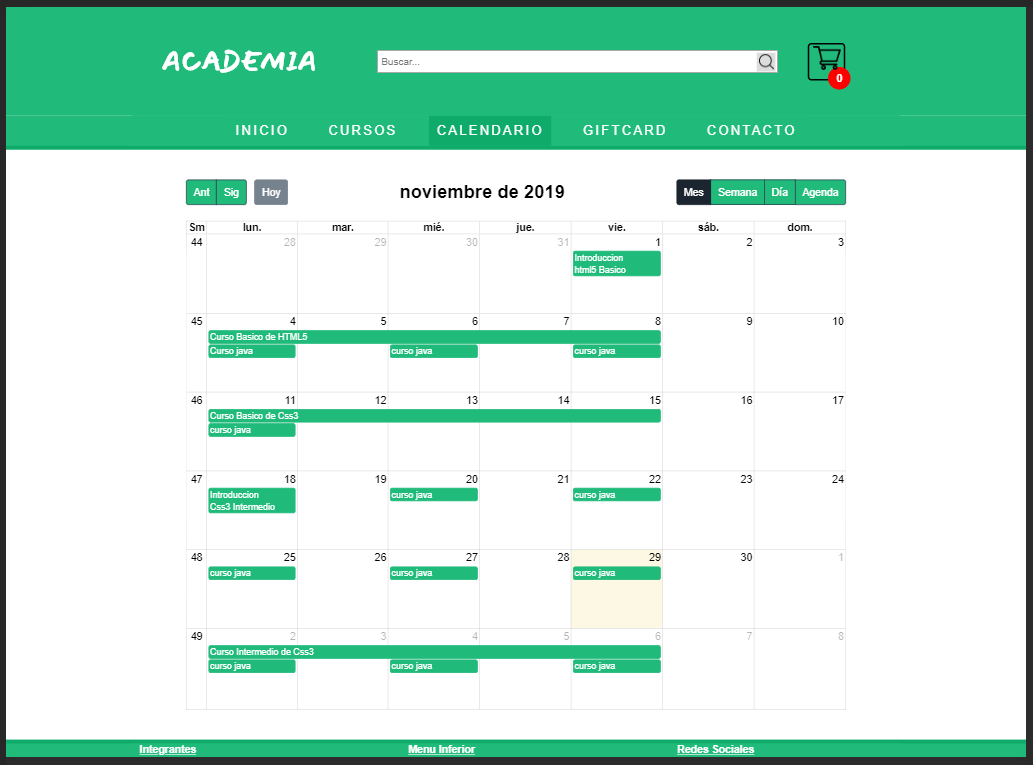 ACADEMIA
Buscar...
0
INICIO CURSOS CALENDARIO GIFTCARD CONTACTO
Ant Sig Hoy noviembre de 2019 Mes Semana Día Agenda
Sm lun. mar. mié. jue. vie. sáb. dom.
44 28 29 30 31 1 2 3
Introduccion
html5 Basico
45 4 5 6 7 8 9 10
Curso Basico de HTML5
Curso java curso java curso java
46 11 12 13 14 15 16 17
Curso Basico de Css3
curso java
47 18 19 20 21 22 23 24
Introduccion curso java curso java
Css3 Intermedio
48 25 26 27 28 29 30 1
curso java curso java curso java
49 2 3 4 5 6 7 8
Curso Intermedio de Css3
curso java curso java curso java
Integrantes Menu Inferior Redes Sociales